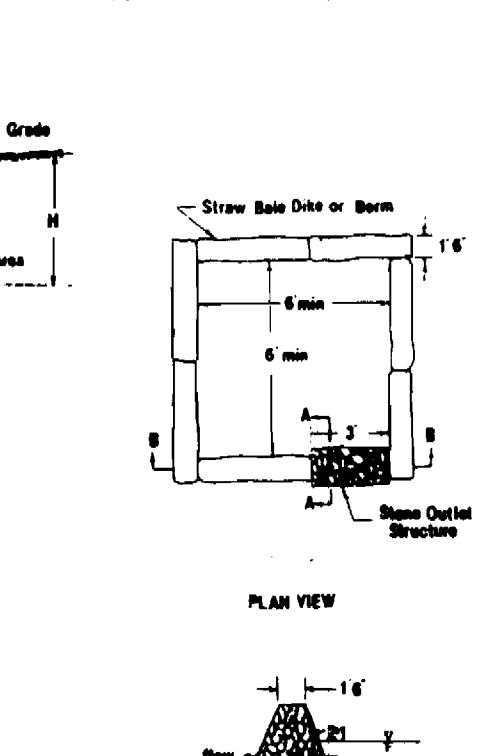 Grade
H
Straw Bale Dike or Berm
1'6"
6' min
6' min
A
3'
B
B
A
Stone Outlet
Structure
PLAN VIEW
1'6"
2:1